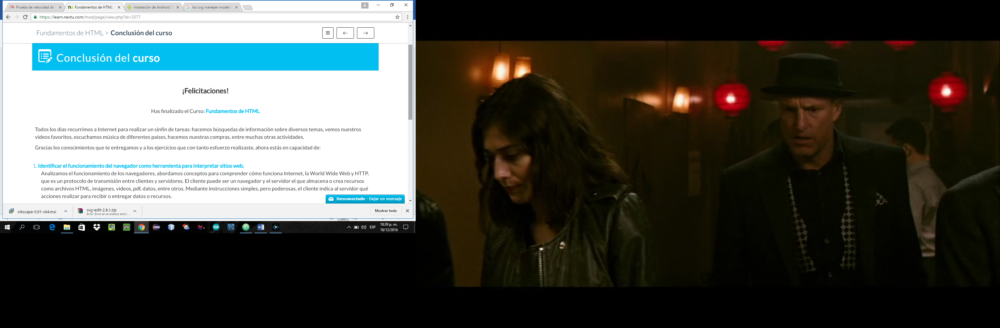 Prueba de velocidad de
Fundamentos de HTML:
Instalación de Android S
los svg manejan modelo
https://learn.nextu.com/mod/page/view.php?id=3377
Fundamentos de HTML > Conclusión del curso
Conclusión del curso
¡Felicitaciones!
Has finalizado el Curso: Fundamentos de HTML
Todos los días recurrimos a Internet para realizar un sinfín de tareas: hacemos búsquedas de información sobre diversos temas, vemos nuestros
videos favoritos, escuchamos música de diferentes países, hacemos nuestras compras, entre muchas otras actividades.
Gracias los conocimientos que te entregamos y a los ejercicios que con tanto esfuerzo realizaste, ahora estás en capacidad de:
1. Identificar el funcionamiento del navegador como herramienta para interpretar sitios web.
Analizamos el funcionamiento de los navegadores, abordamos conceptos para comprender cómo funciona Internet, la World Wide Web y HTTP,
que es un protocolo de transmisión entre clientes y servidores. El cliente puede ser un navegador y el servidor el que almacena o crea recursos
como archivos HTML, imágenes, videos, pdf, datos, entre otros. Mediante instrucciones simples, pero poderosas, el cliente indica al servidor qué
acciones realizar para recibir o entregar datos o recursos.
Desconectado - Dejar un mensaje
inkscape-0.91-x64.msi
svg-edit-2.8.1.zip
Error: Error en el análisis antivi...
Mostrar todo
ESP
10:39 p. m.
18/12/2016